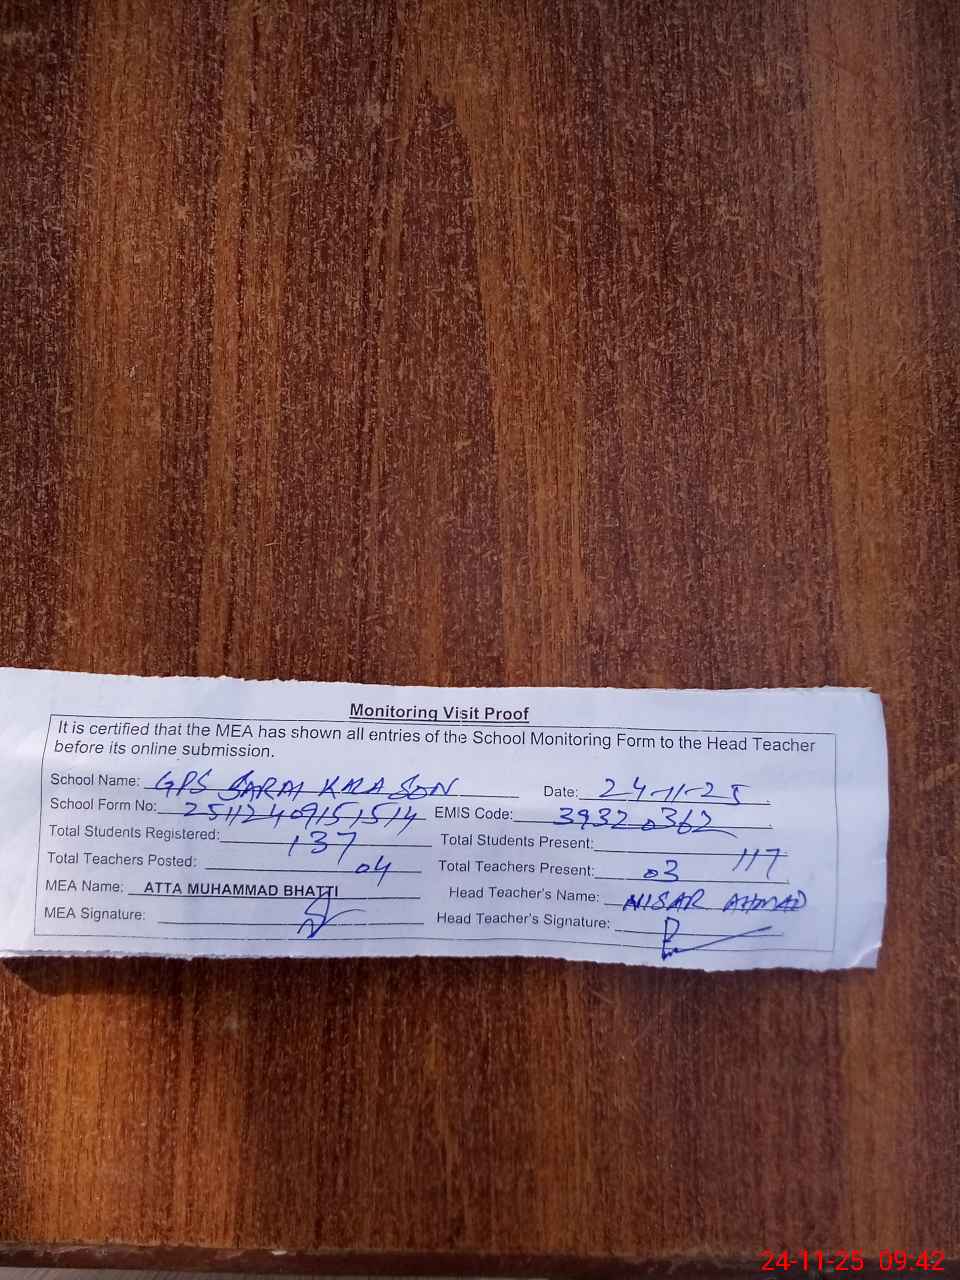 Monitoring Visit Proof
It is certified that the MEA has shown all entries of the School Monitoring Form to the Head Teacher
before its online submission.
School Name: GPS SARAI Date: 24-11-25
School Form No: 2511240915151514 EMIS Code: 39320362
Total Students Registered: 137 Total Students Present: 117
Total Teachers Posted: 04 Total Teachers Present: 03
MEA Name: ATTA MUHAMMAD BHATTI Head Teacher's Name: NISAR AHMAD
MEA Signature: Head Teacher's Signature:
24-11-25 09:42